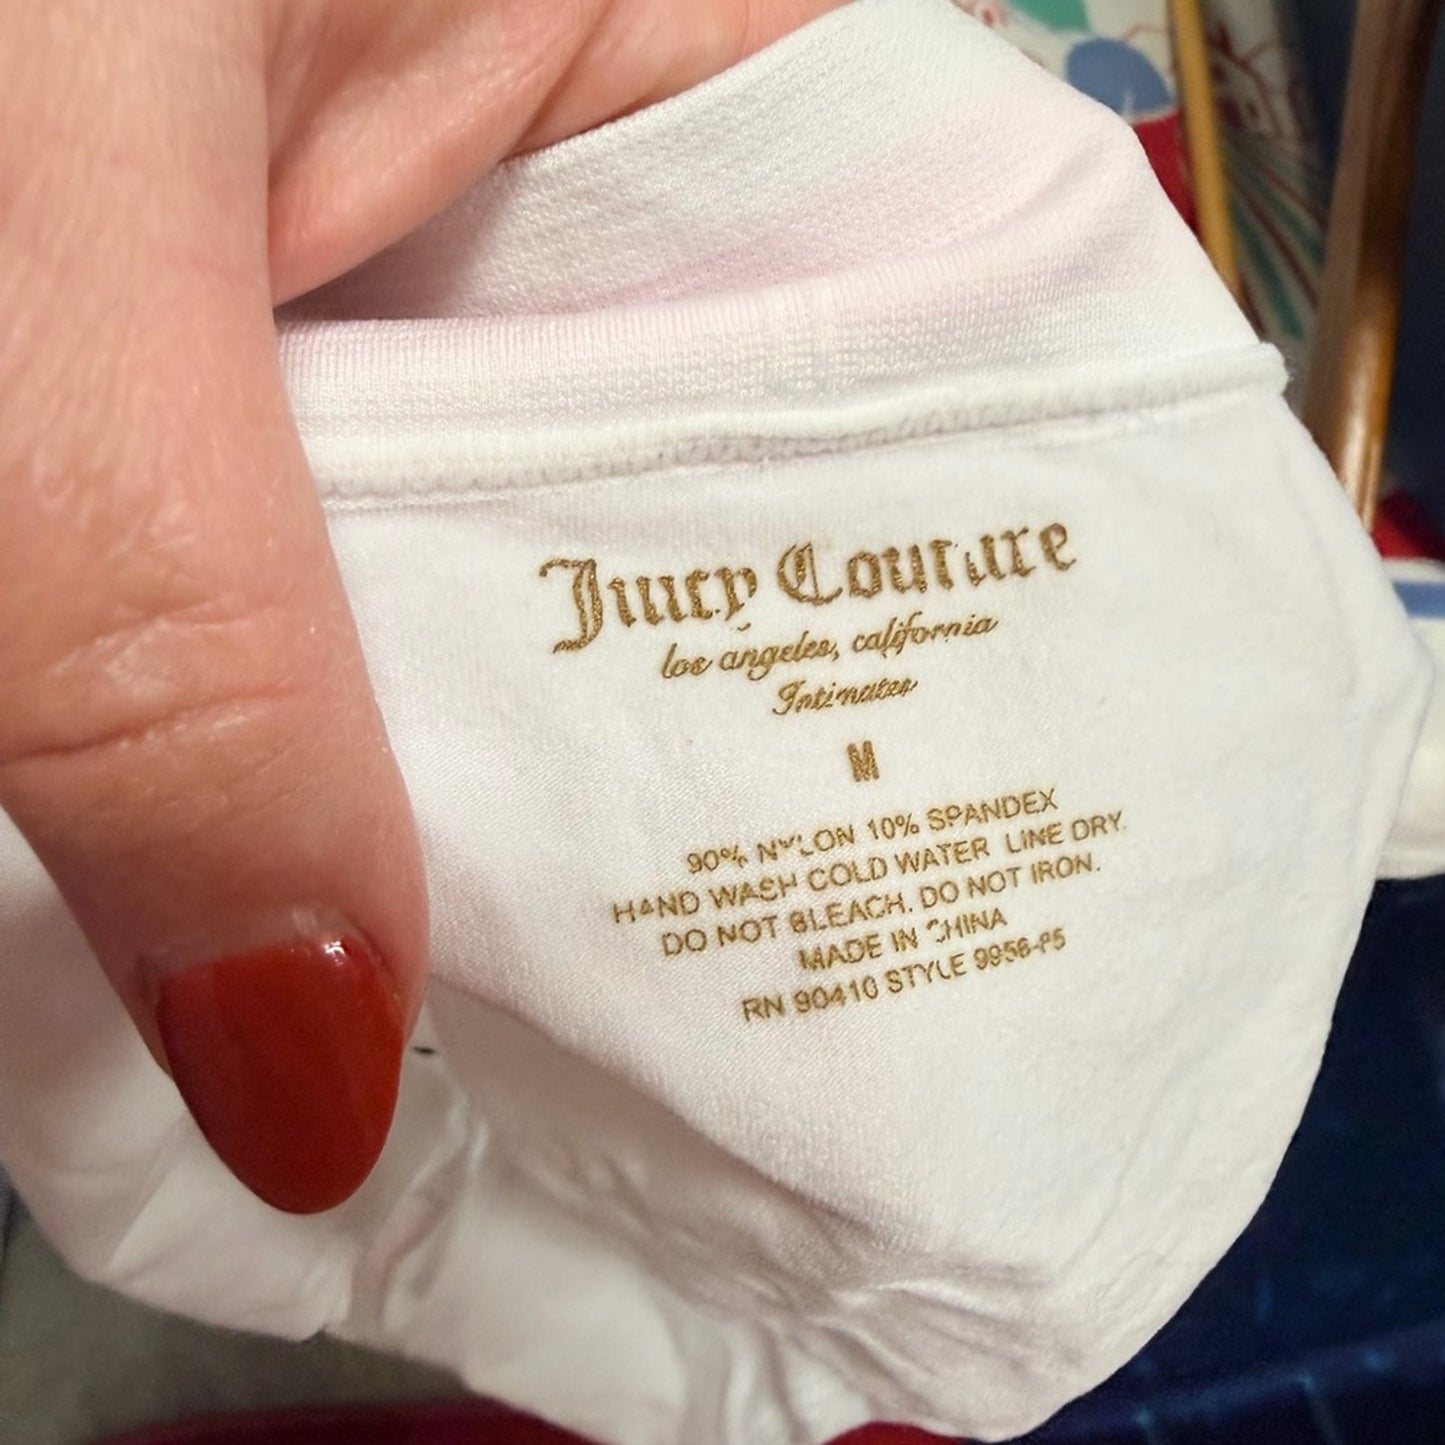 Juicy Couture
los angeles, california
Intimates
M
90% NYLON 10% SPANDEX
HAND WASH COLD WATER LINE DRY.
DO NOT BLEACH. DO NOT IRON.
MADE IN CHINA
RN 90410 STYLE 9956-P5